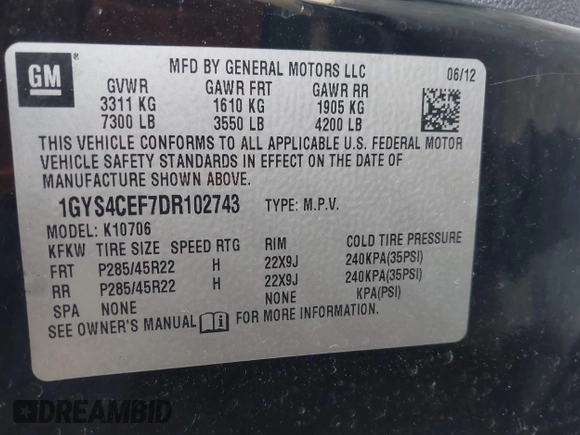 GM
MFD BY GENERAL MOTORS LLC 06/12
GVWR GAWR FRT GAWR RR
3311 KG 1610 KG 1905 KG
7300 LB 3550 LB 4200 LB
THIS VEHICLE CONFORMS TO ALL APPLICABLE U.S. FEDERAL MOTOR
VEHICLE SAFETY STANDARDS IN EFFECT ON THE DATE OF
MANUFACTURE SHOWN ABOVE.
1GYS4CEF7DR102743 TYPE: M.P.V.
MODEL: K10706
KFKW TIRE SIZE SPEED RTG RIM COLD TIRE PRESSURE
FRT P285/45R22 H 22X9J 240KPA(35PSI)
RR P285/45R22 H 22X9J 240KPA(35PSI)
SPA NONE NONE KPA(PSI)
SEE OWNER'S MANUAL i FOR MORE INFORMATION.
DREAMBID